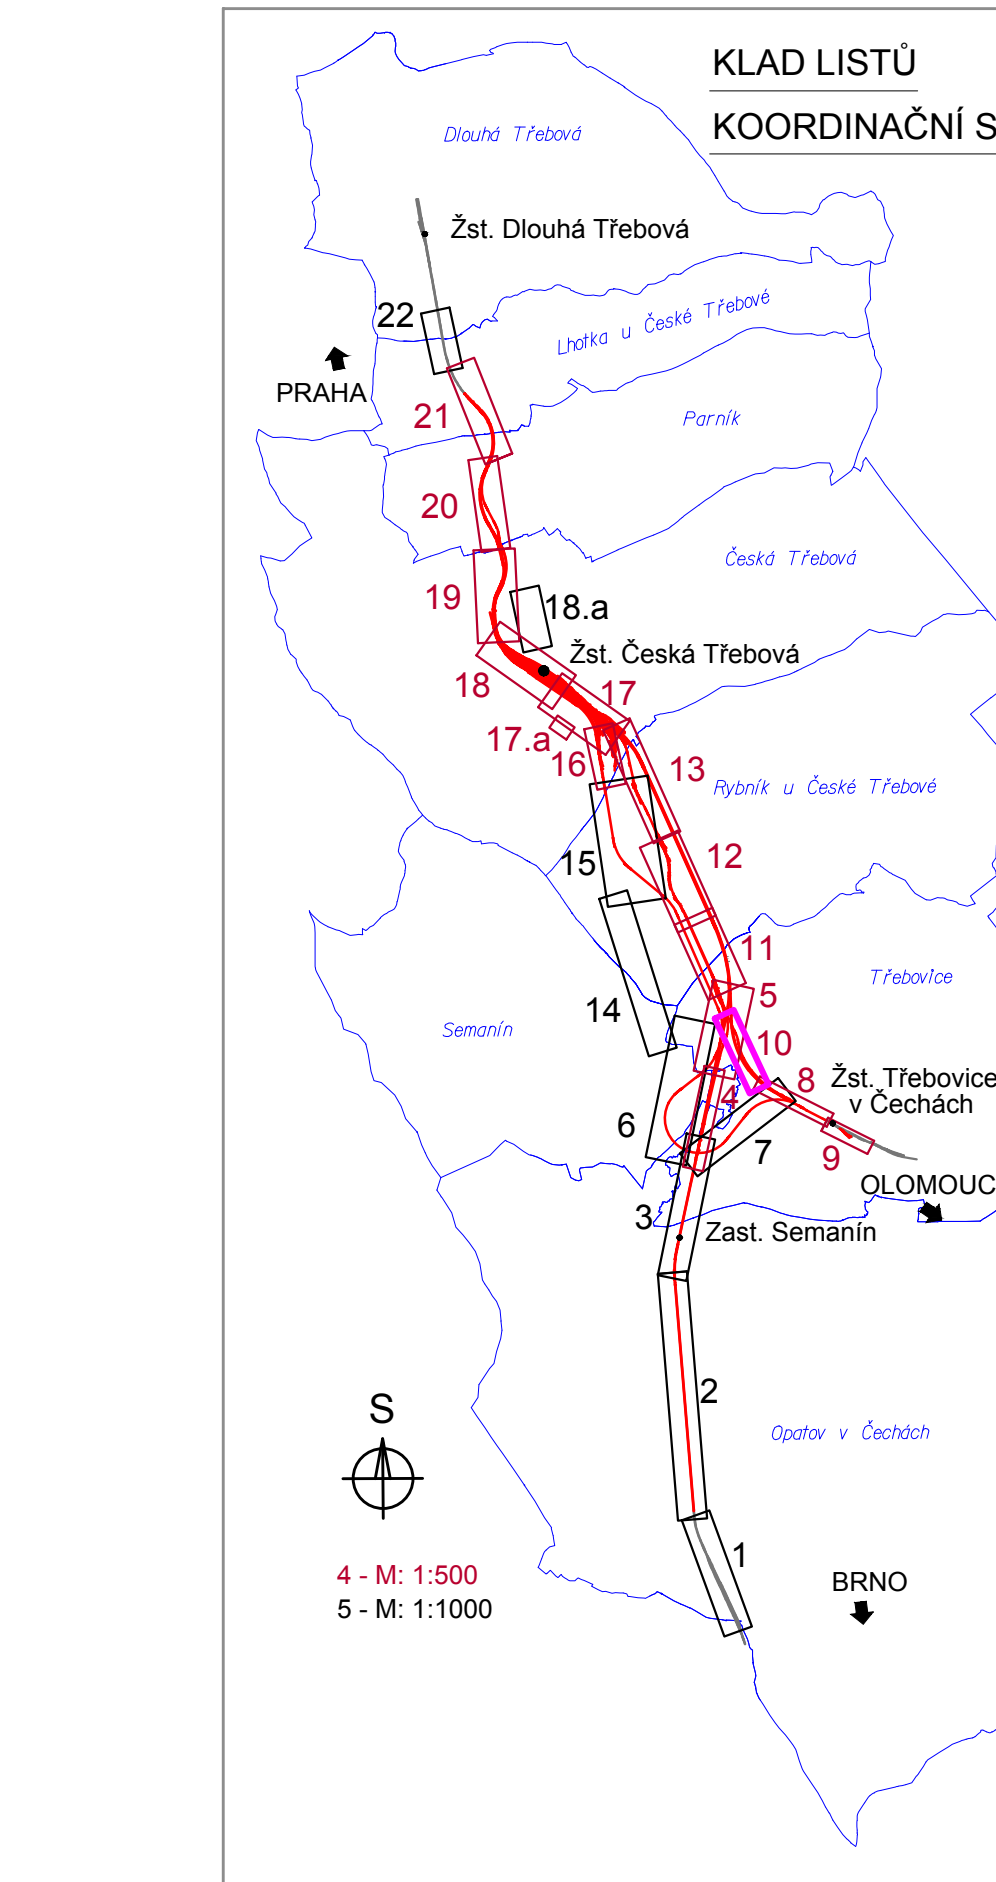 KLAD LISTŮ
KOORDINAČNÍ S
Dlouhá Třebová
Žst. Dlouhá Třebová
22
Lhotka u České Třebové
PRAHA
21
Parník
20
Česká Třebová
19
18.a
Žst. Česká Třebová
18
17
17.a
16
13
Rybník u České Třebové
15
12
11
Třebovice
5
14
Semanín
10
8
Žst. Třebovice
v Čechách
4
6
7
9
OLOMOUC
3
Zast. Semanín
2
S
Opatov v Čechách
1
4 - M: 1:500
5 - M: 1:1000
BRNO